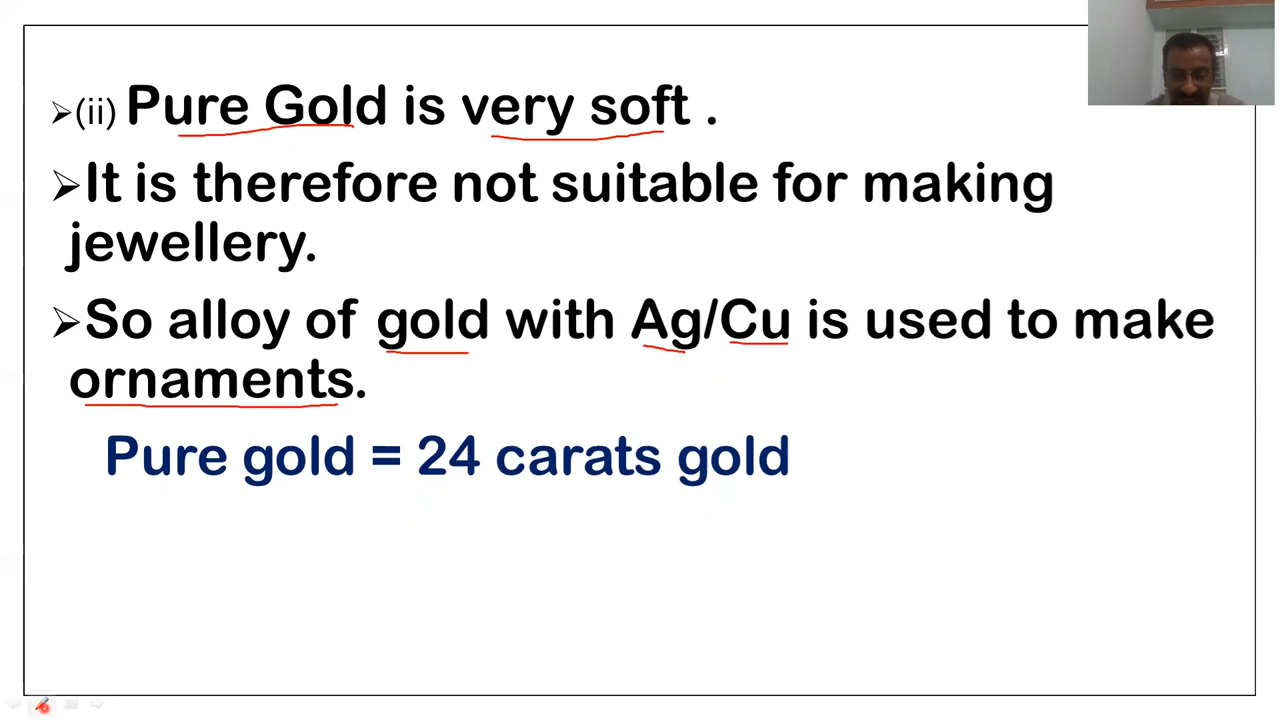 ➢(ii) Pure Gold is very soft .
➢It is therefore not suitable for making
jewellery.
➢So alloy of gold with Ag/Cu is used to make
ornaments.
Pure gold = 24 carats gold